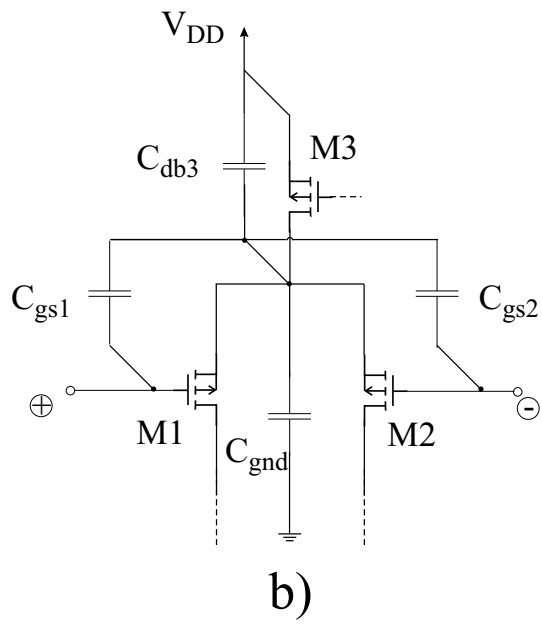 VDD
M3
Cdb3
Cgs1
Cgs2
⊕
⊖
M1
M2
Cgnd
b)